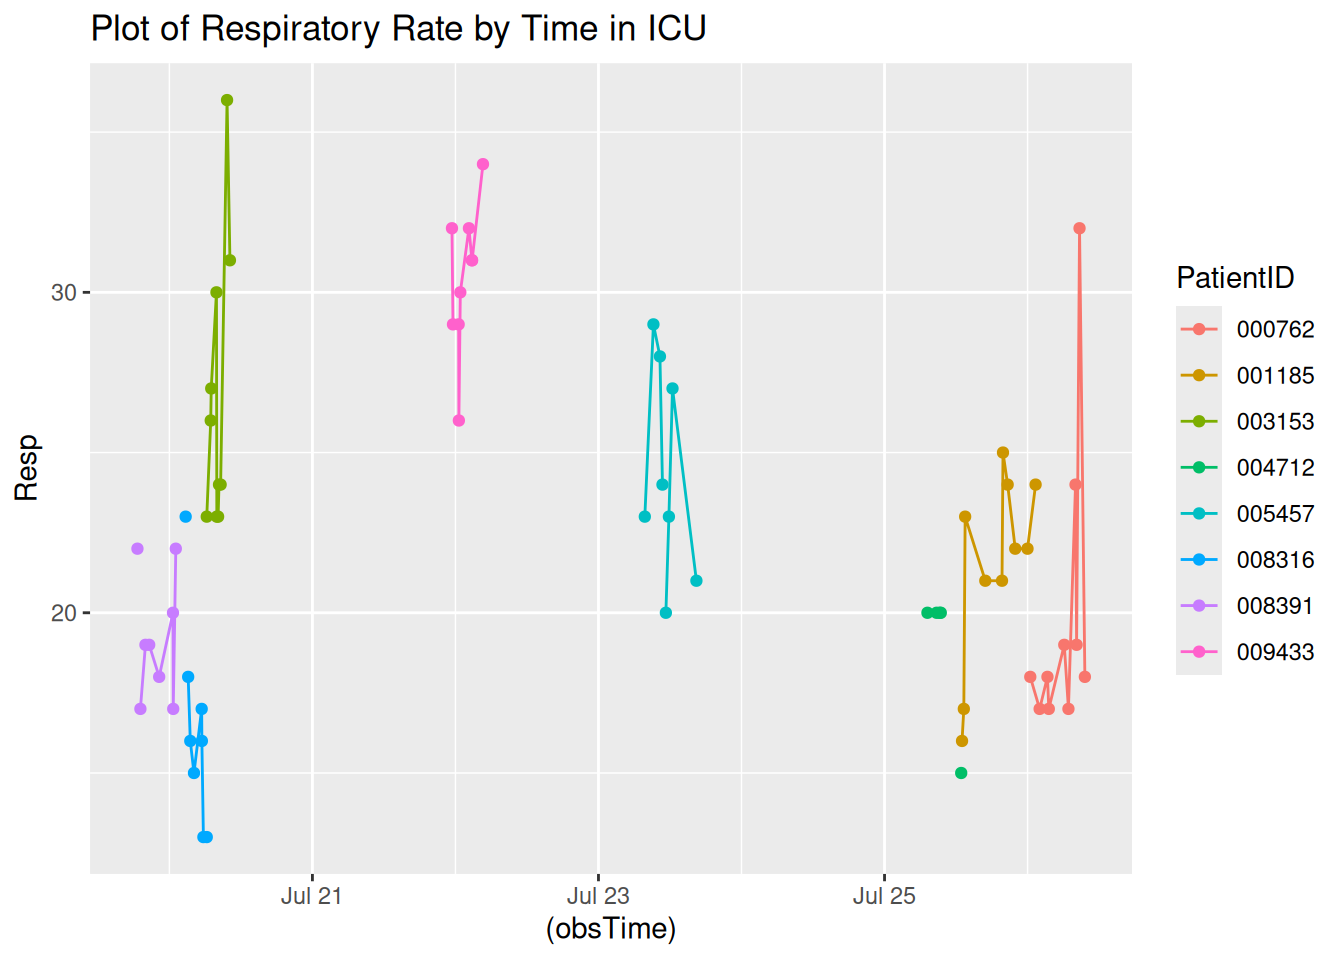 Plot of Respiratory Rate by Time in ICU
Resp
30
20
Jul 21
Jul 23
Jul 25
(obsTime)
PatientID
000762
001185
003153
004712
005457
008316
008391
009433